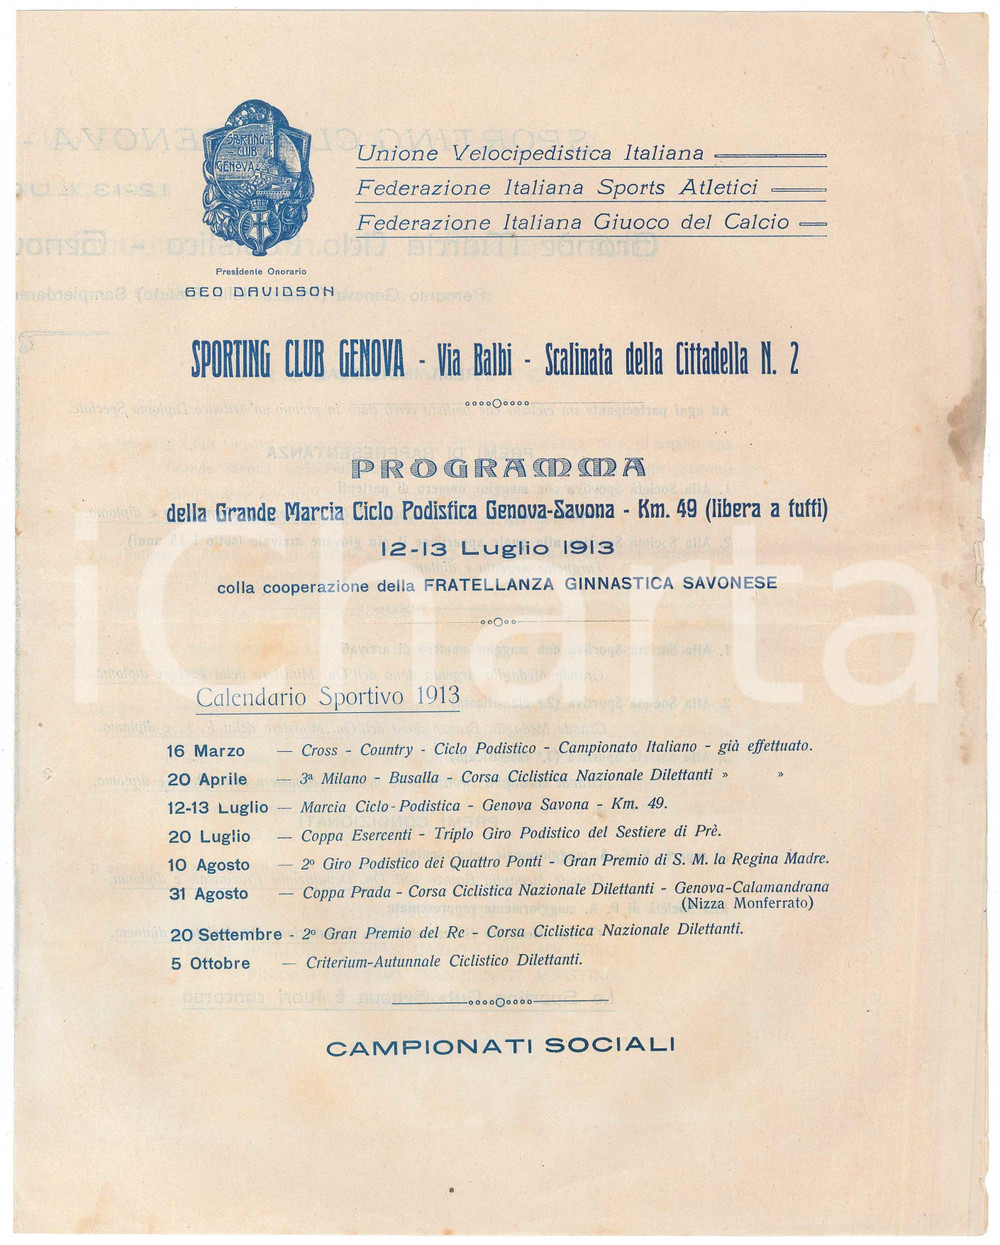 SPORTING
CLUB
GENOVA
Unione Velocipedistica Italiana
Federazione Italiana Sports Atletici
Federazione Italiana Giuoco del Calcio
Presidente Onorario
GEO DAVIDSON
SPORTING CLUB GENOVA - Via Balbi - Scalinata della Cittadella N. 2
PROGRAMMA
della Grande Marcia Ciclo Podistica Genova-Savona - Km. 49 (libera a tutti)
12-13 Luglio 1913
colla cooperazione della FRATELLANZA GINNASTICA SAVONESE
iCharta
Calendario Sportivo 1913
16 Marzo — Cross - Country - Ciclo Podistico - Campionato Italiano - già effettuato.
20 Aprile — 3ª Milano - Busalla - Corsa Ciclistica Nazionale Dilettanti » »
12-13 Luglio — Marcia Ciclo-Podistica - Genova Savona - Km. 49.
20 Luglio — Coppa Esercenti - Triplo Giro Podistico del Sestiere di Prè.
10 Agosto — 2º Giro Podistico dei Quattro Ponti - Gran Premio di S. M. la Regina Madre.
31 Agosto — Coppa Prada - Corsa Ciclistica Nazionale Dilettanti - Genova-Calamandrana
(Nizza Monferrato)
20 Settembre - 2º Gran Premio del Re - Corsa Ciclistica Nazionale Dilettanti.
5 Ottobre — Criterium-Autunnale Ciclistico Dilettanti.
CAMPIONATI SOCIALI